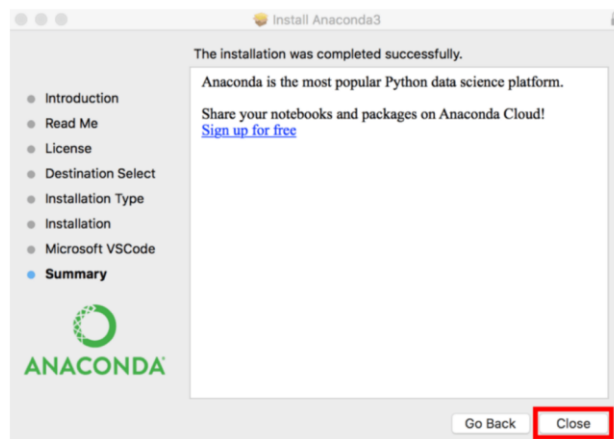 Install Anaconda3
The installation was completed successfully.
Introduction
Read Me
License
Destination Select
Installation Type
Installation
Microsoft VSCode
Summary
ANACONDA
Anaconda is the most popular Python data science platform.
Share your notebooks and packages on Anaconda Cloud!
Sign up for free
Go Back
Close